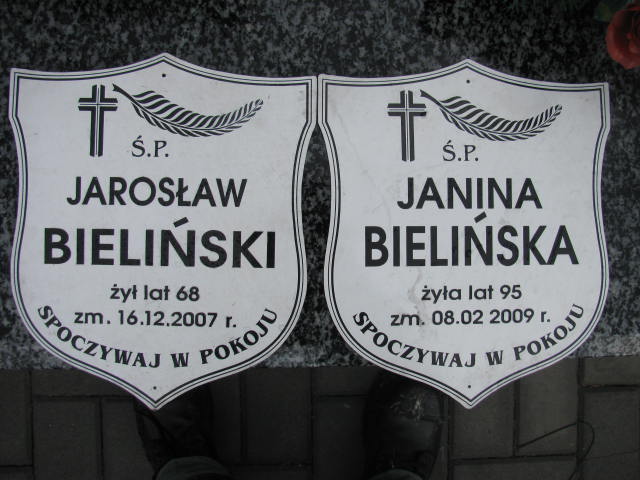 Ś.P.
JAROSŁAW
BIELIŃSKI
żył lat 68
zm. 16.12.2007 r.
SPOCZYWAJ W POKOJU
Ś.P.
JANINA
BIELIŃSKA
żyła lat 95
zm. 08.02 2009 r.
SPOCZYWAJ W POKOJU